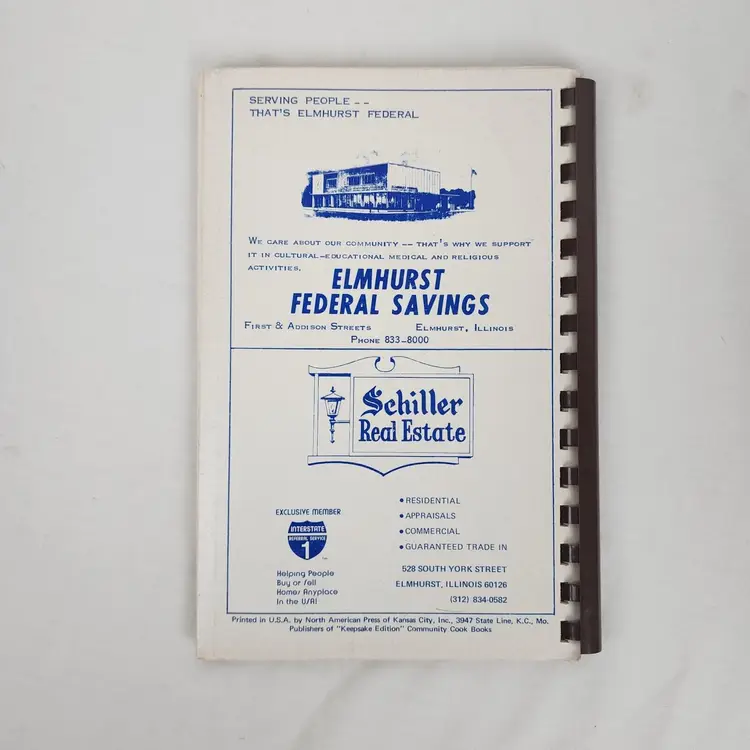 SERVING PEOPLE --
THAT'S ELMHURST FEDERAL
WE CARE ABOUT OUR COMMUNITY -- THAT'S WHY WE SUPPORT
IT IN CULTURAL-EDUCATIONAL MEDICAL AND RELIGIOUS
ACTIVITIES.
ELMHURST
FEDERAL SAVINGS
FIRST & ADDISON STREETS ELMHURST, ILLINOIS
PHONE 833-8000
Schiller
Real Estate
EXCLUSIVE MEMBER
INTERSTATE
REFERRAL SERVICE
1
Helping People
Buy or Sell
Homes Anyplace
In the USA!
• RESIDENTIAL
• APPRAISALS
• COMMERCIAL
• GUARANTEED TRADE IN
528 SOUTH YORK STREET
ELMHURST, ILLINOIS 60126
(312) 834-0582
Printed in U.S.A. by North American Press of Kansas City, Inc., 3947 State Line, K.C., Mo.
Publishers of "Keepsake Edition" Community Cook Books